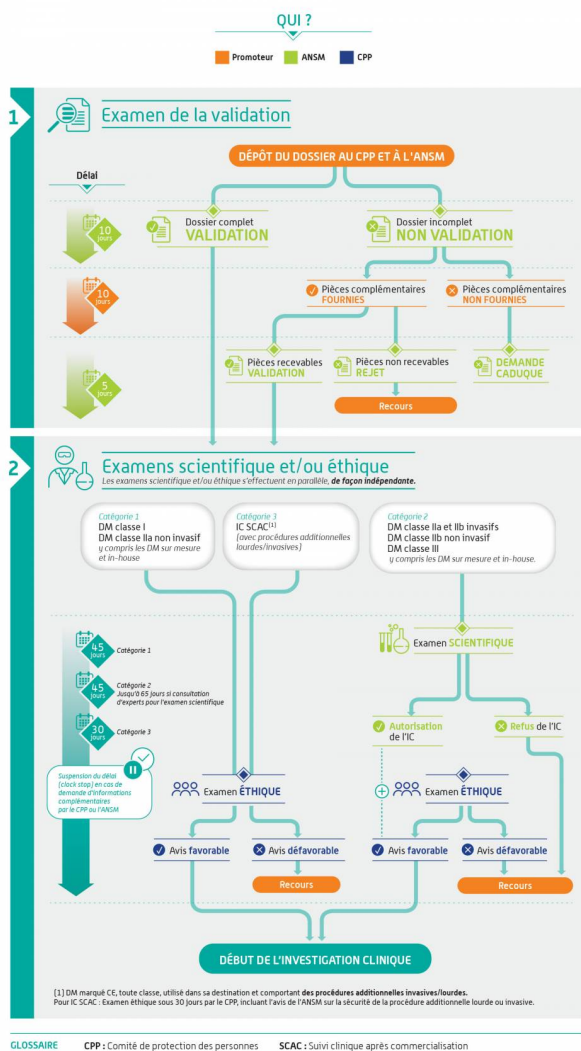 QUI ?
Promoteur
ANSM
CPP
1
Examen de la validation
DÉPÔT DU DOSSIER AU CPP ET À L'ANSM
Délai
10
jours
Dossier complet
VALIDATION
Dossier incomplet
NON VALIDATION
10
jours
Pièces complémentaires
FOURNIES
Pièces complémentaires
NON FOURNIES
5
jours
Pièces recevables
VALIDATION
Pièces non recevables
REJET
DEMANDE
CADUQUE
Recours
2
Examens scientifique et/ou éthique
Les examens scientifique et/ou éthique s'effectuent en parallèle, de façon indépendante.
Catégorie 1
DM classe I
DM classe IIa non invasif
y compris les DM sur mesure
et in-house
Catégorie 3
IC SCAC(1)
(avec procédures additionnelles
lourdes/invasives)
Catégorie 2
DM classe IIa et IIb invasifs
DM classe IIb non invasif
DM classe III
y compris les DM sur mesure et in-house.
45
jours
Catégorie 1
45
jours
Catégorie 2
Jusqu'à 65 jours si consultation
d'experts pour l'examen scientifique
30
jours
Catégorie 3
Suspension du délai
(clock stop) en cas de
demande d'informations
complémentaires
par le CPP ou l'ANSM
Examen SCIENTIFIQUE
Autorisation
de l'IC
Refus de l'IC
Examen ÉTHIQUE
Examen ÉTHIQUE
Avis favorable
Avis défavorable
Avis favorable
Avis défavorable
Recours
Recours
DÉBUT DE L'INVESTIGATION CLINIQUE
(1) DM marqué CE, toute classe, utilisé dans sa destination et comportant des procédures additionnelles invasives/lourdes.
Pour IC SCAC : Examen éthique sous 30 jours par le CPP, incluant l'avis de l'ANSM sur la sécurité de la procédure additionnelle lourde ou invasive.
GLOSSAIRE CPP : Comité de protection des personnes SCAC : Suivi clinique après commercialisation